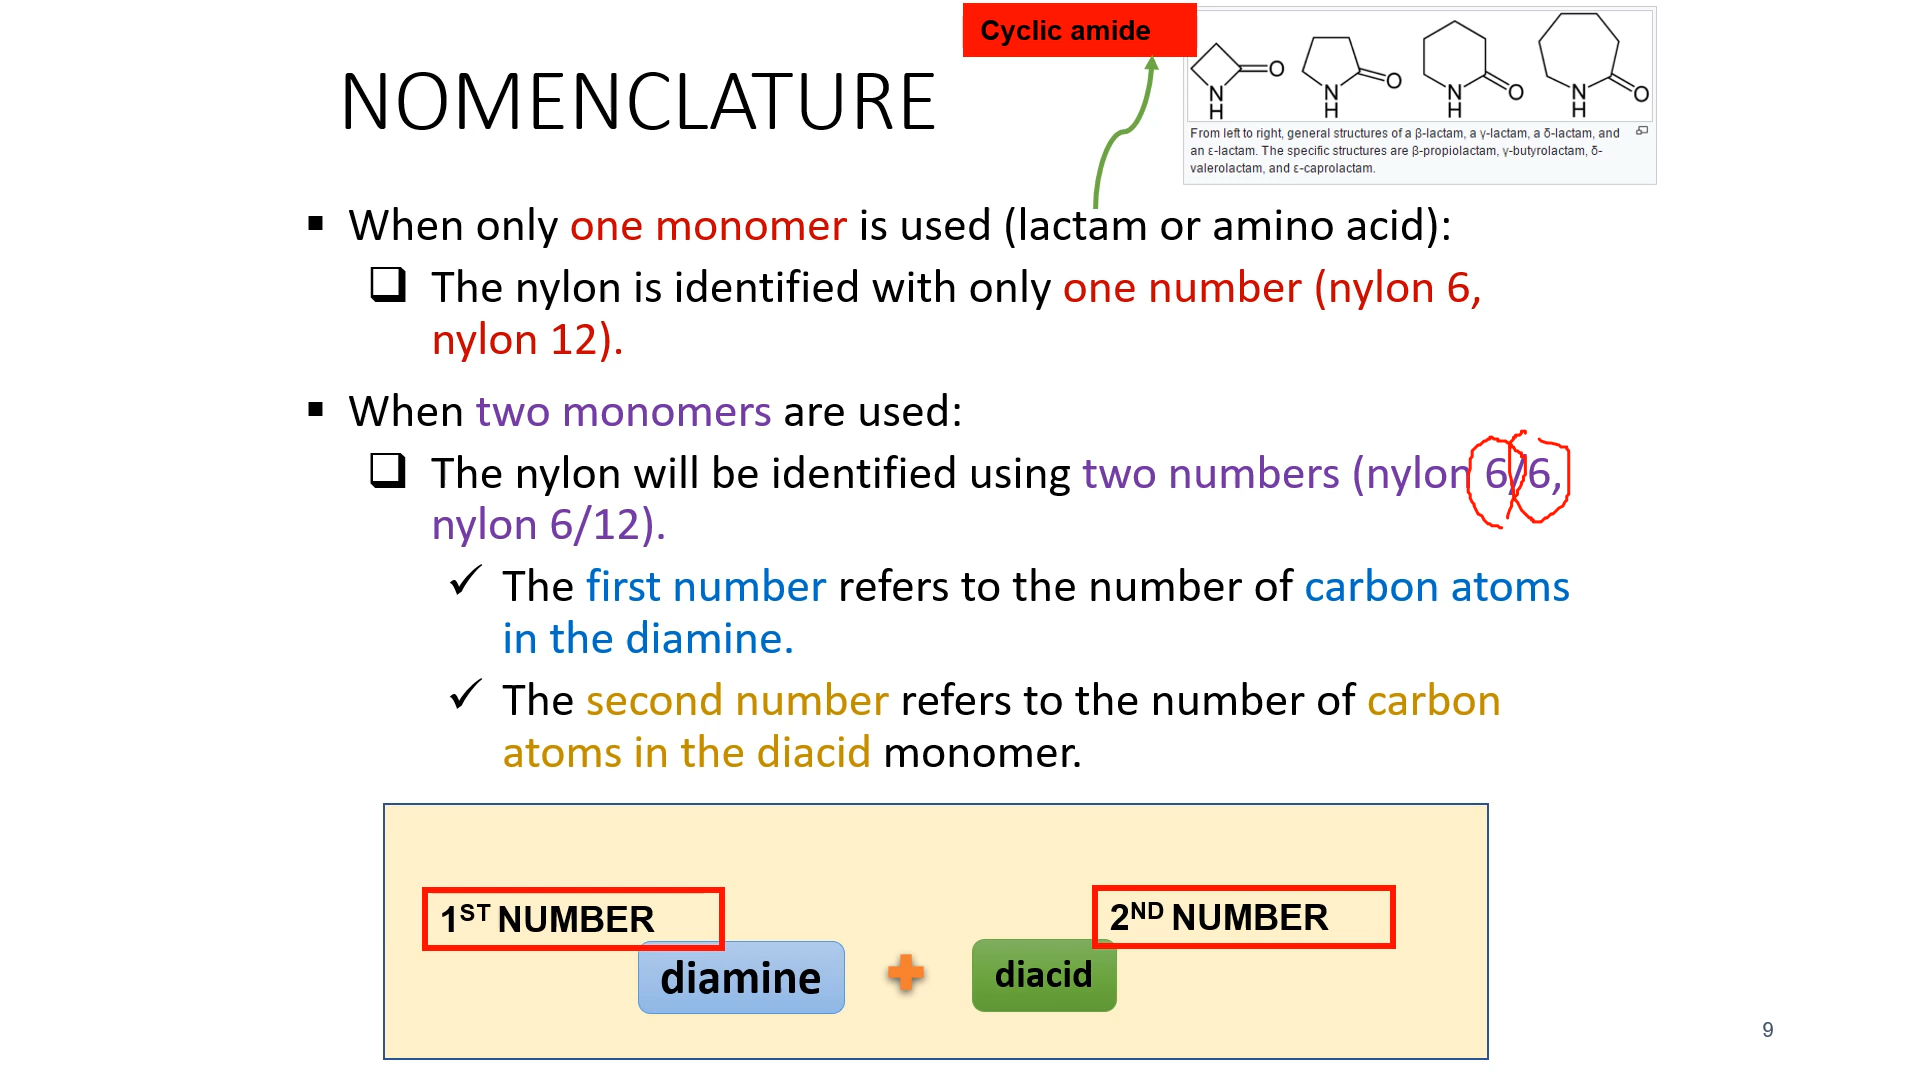 Cyclic amide
NOMENCLATURE
O O O O
N N N N
H H H H
From left to right, general structures of a β-lactam, a γ-lactam, a δ-lactam, and
an ε-lactam. The specific structures are β-propiolactam, γ-butyrolactam, δ-
valerolactam, and ε-caprolactam.
▪ When only one monomer is used (lactam or amino acid):
❑ The nylon is identified with only one number (nylon 6,
nylon 12).
▪ When two monomers are used:
❑ The nylon will be identified using two numbers (nylon 6/6,
nylon 6/12).
✓ The first number refers to the number of carbon atoms
in the diamine.
✓ The second number refers to the number of carbon
atoms in the diacid monomer.
1ST NUMBER
2ND NUMBER
diamine + diacid
9